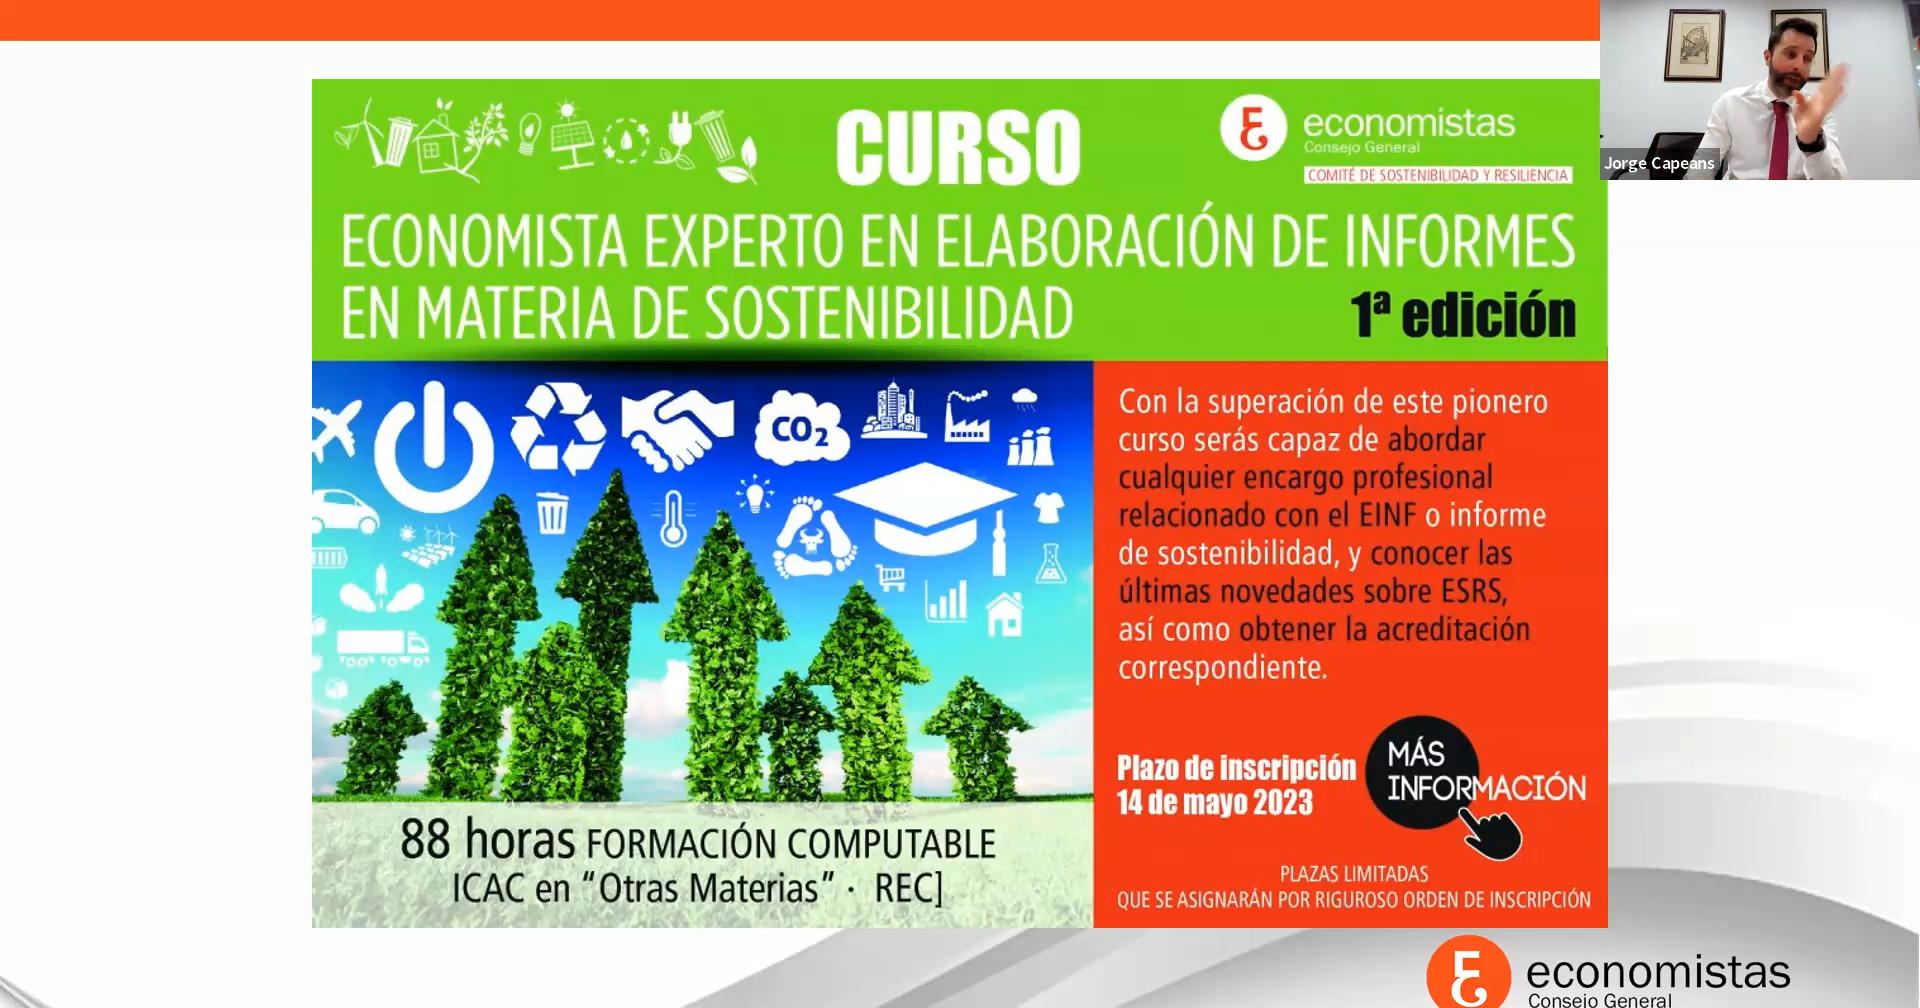 CURSO
economistas
Consejo General
COMITÉ DE SOSTENIBILIDAD Y RESILIENCIA
Jorge Capeans
ECONOMISTA EXPERTO EN ELABORACIÓN DE INFORMES
EN MATERIA DE SOSTENIBILIDAD
1ª edición
CO2
Con la superación de este pionero
curso serás capaz de abordar
cualquier encargo profesional
relacionado con el EINF o informe
de sostenibilidad, y conocer las
últimas novedades sobre ESRS,
así como obtener la acreditación
correspondiente.
Plazo de inscripción
14 de mayo 2023
MÁS
INFORMACIÓN
88 horas FORMACIÓN COMPUTABLE
ICAC en “Otras Materias” · REC]
PLAZAS LIMITADAS
QUE SE ASIGNARÁN POR RIGUROSO ORDEN DE INSCRIPCIÓN
economistas
Consejo General